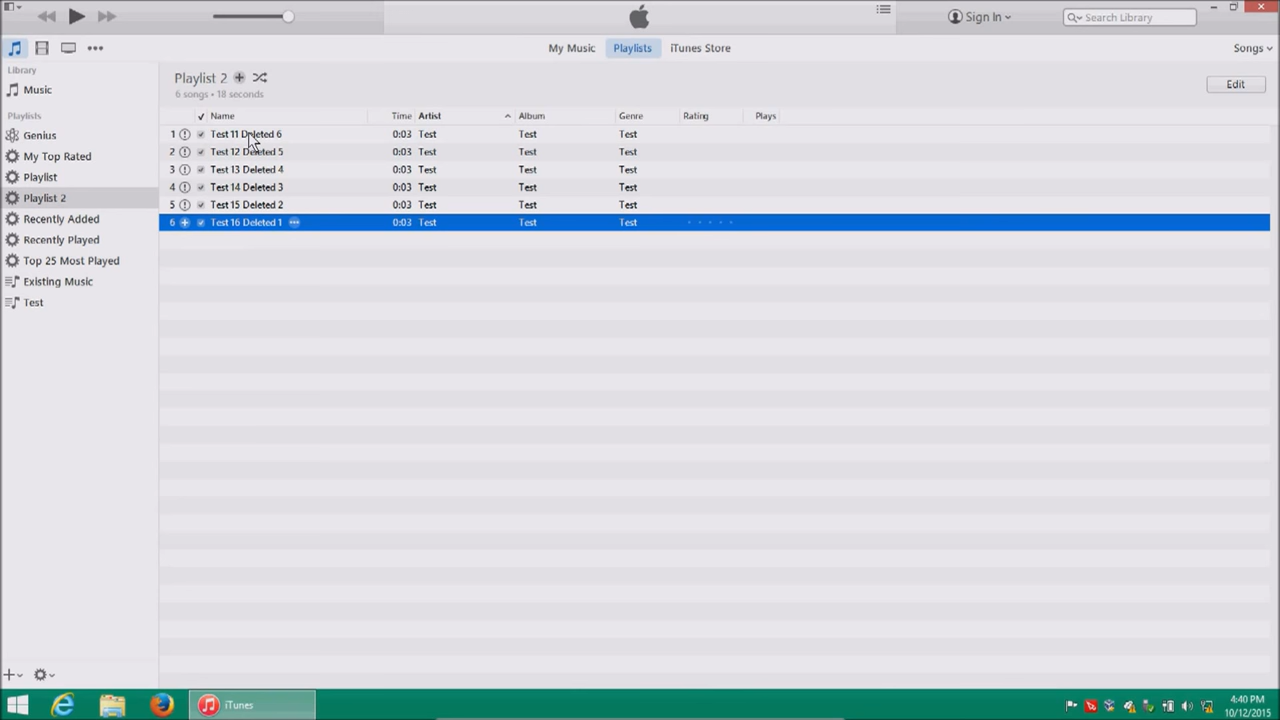 Sign In
Search Library
My Music
Playlists
iTunes Store
Songs
Library
Music
Playlists
Genius
My Top Rated
Playlist
Playlist 2
Recently Added
Recently Played
Top 25 Most Played
Existing Music
Test
Playlist 2
6 songs • 18 seconds
Edit
Name Time Artist Album Genre Rating Plays
1 Test 11 Deleted 6 0:03 Test Test Test
2 Test 12 Deleted 5 0:03 Test Test Test
3 Test 13 Deleted 4 0:03 Test Test Test
4 Test 14 Deleted 3 0:03 Test Test Test
5 Test 15 Deleted 2 0:03 Test Test Test
6 Test 16 Deleted 1 0:03 Test Test Test
iTunes
4:40 PM
10/12/2015